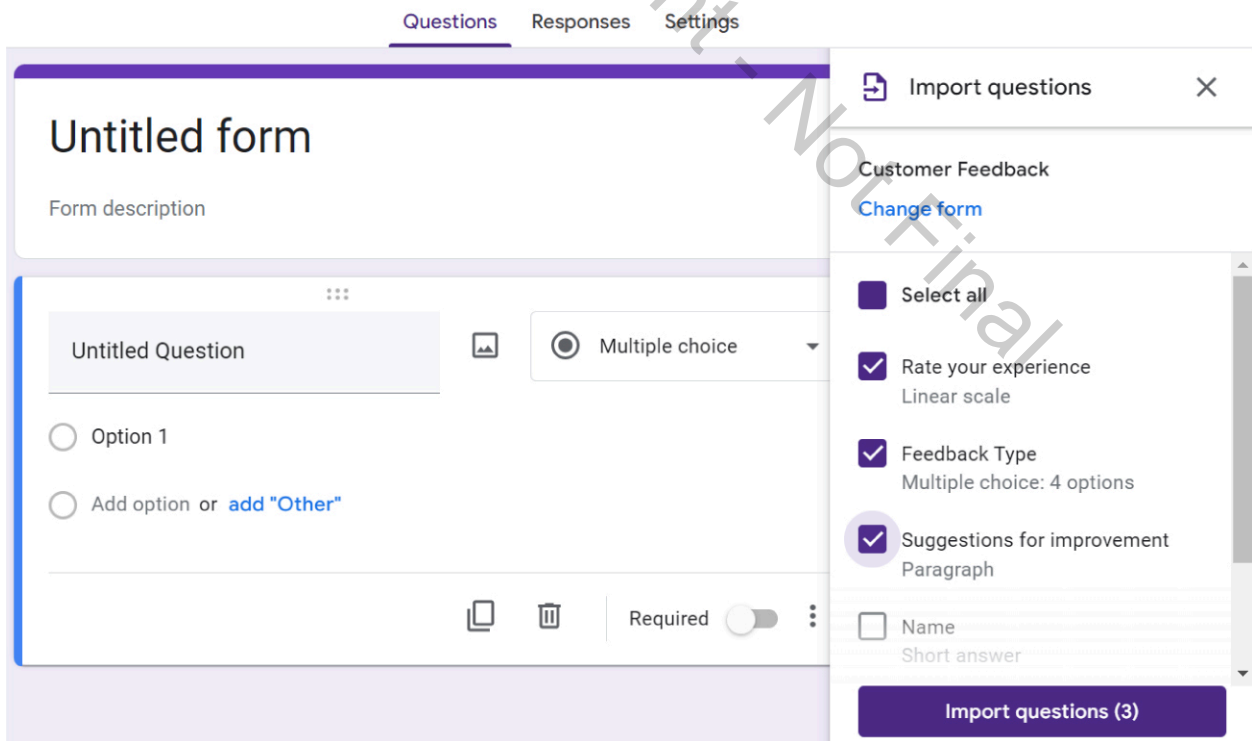 Questions Responses Settings
Untitled form
Form description
Untitled Question
Multiple choice
Option 1
Add option or add "Other"
Required
Import questions
Customer Feedback
Change form
Select all
Rate your experience
Linear scale
Feedback Type
Multiple choice: 4 options
Suggestions for improvement
Paragraph
Name
Short answer
Import questions (3)
- Not Final